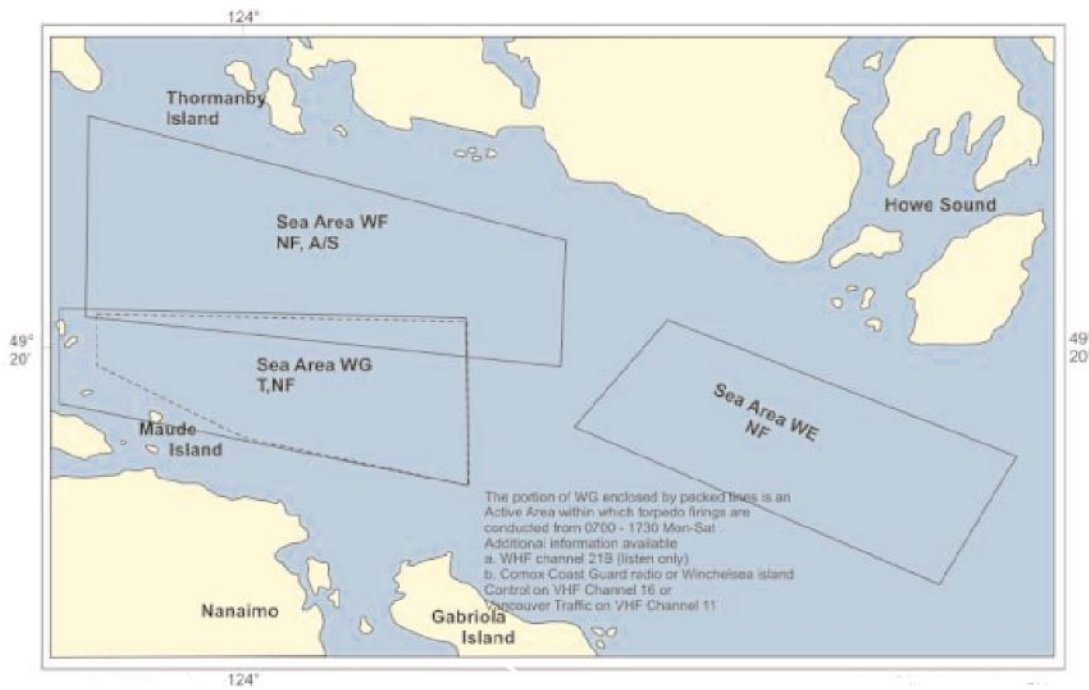 124°
Thormanby
Island
Sea Area WF
NF, A/S
Howe Sound
49°
20'
49°
20'
Sea Area WG
T,NF
Sea Area WE
NF
Maude
Island
The portion of WG enclosed by pecked lines is an
Active Area within which torpedo firings are
conducted from 0700 - 1730 Mon-Sat
Additional information available
a. WHF channel 21B (listen only)
b. Comox Coast Guard radio or Winchelsea island
Control on VHF Channel 16 or
Vancouver Traffic on VHF Channel 11
Nanaimo
Gabriola
Island
124°